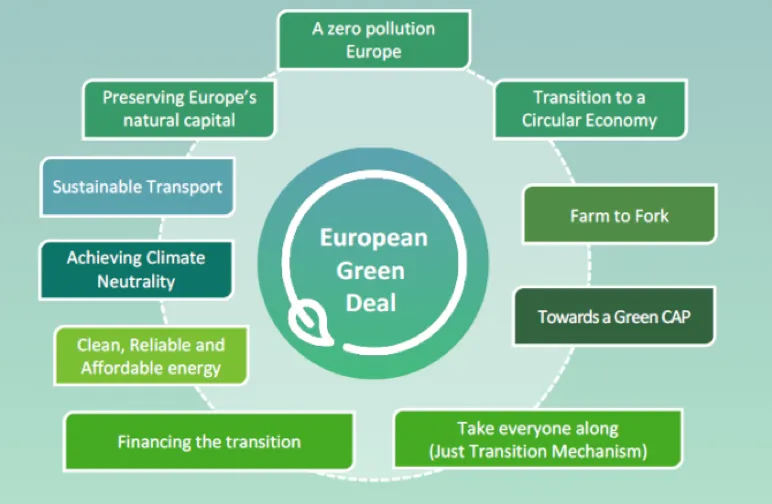 A zero pollution
Europe
Preserving Europe's
natural capital
Transition to a
Circular Economy
Sustainable Transport
Farm to Fork
European
Green
Deal
Achieving Climate
Neutrality
Towards a Green CAP
Clean, Reliable and
Affordable energy
Financing the transition
Take everyone along
(Just Transition Mechanism)